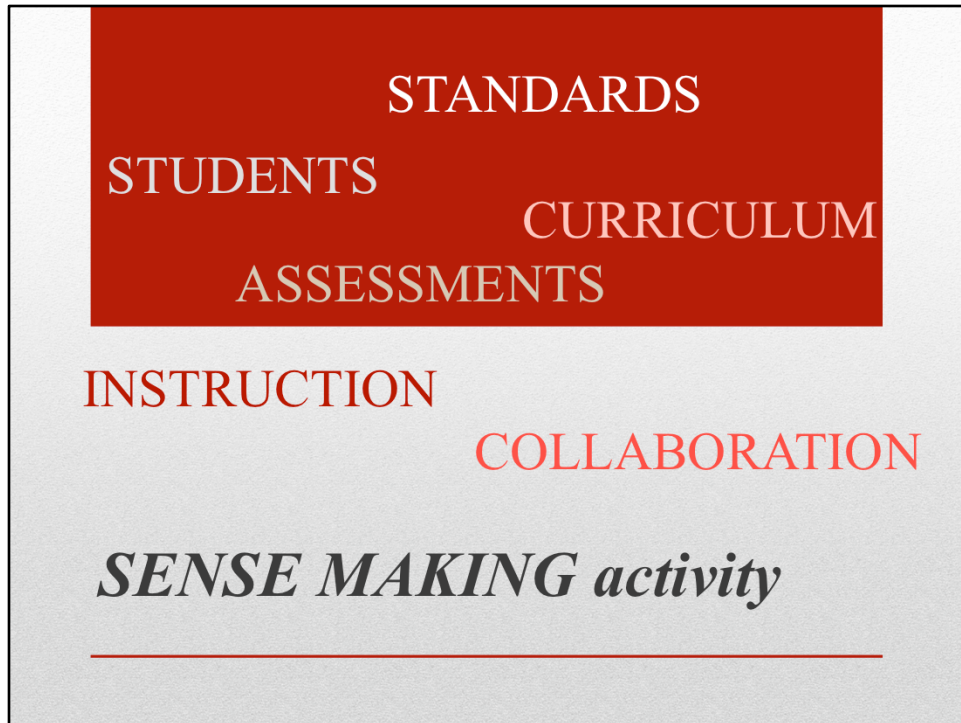 STANDARDS
STUDENTS
CURRICULUM
ASSESSMENTS
INSTRUCTION
COLLABORATION
SENSE MAKING activity